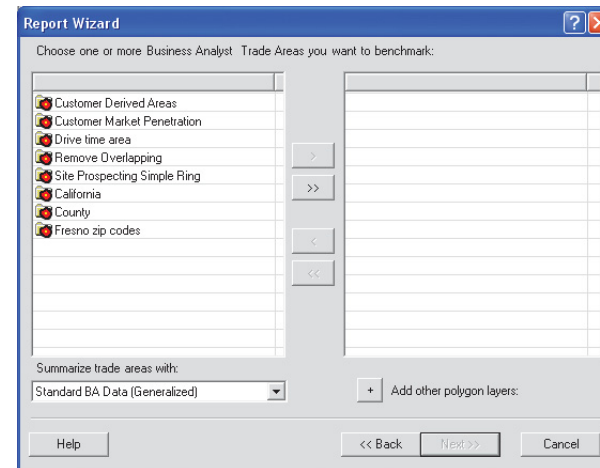 Report Wizard
Choose one or more Business Analyst Trade Areas you want to benchmark:
Customer Derived Areas
Customer Market Penetration
Drive time area
Remove Overlapping
Site Prospecting Simple Ring
California
County
Fresno zip codes
>
>>
<
<<
Summarize trade areas with:
Standard BA Data (Generalized)
+ Add other polygon layers:
Help
<< Back
Next >>
Cancel